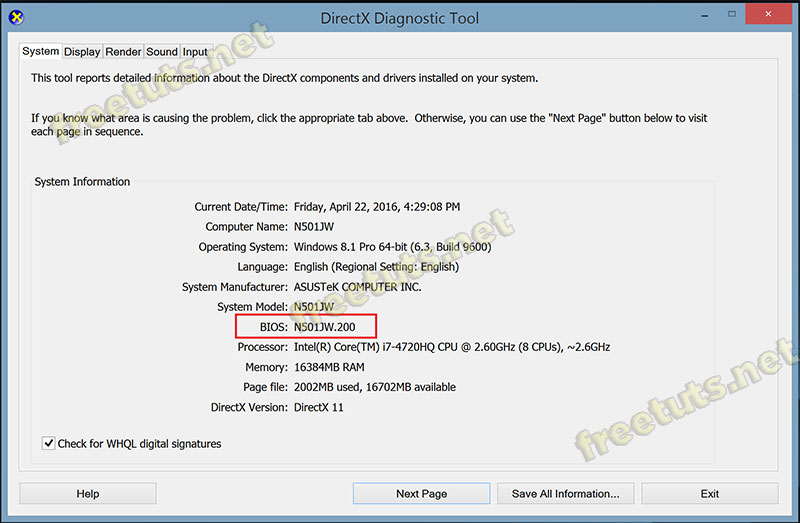 DirectX Diagnostic Tool
System Display Render Sound Input
This tool reports detailed information about the DirectX components and drivers installed on your system.
If you know what area is causing the problem, click the appropriate tab above. Otherwise, you can use the "Next Page" button below to visit
each page in sequence.
System Information
Current Date/Time: Friday, April 22, 2016, 4:29:08 PM
Computer Name: N501JW
Operating System: Windows 8.1 Pro 64-bit (6.3, Build 9600)
Language: English (Regional Setting: English)
System Manufacturer: ASUSTeK COMPUTER INC.
System Model: N501JW
BIOS: N501JW.200
Processor: Intel(R) Core(TM) i7-4720HQ CPU @ 2.60GHz (8 CPUs), ~2.6GHz
Memory: 16384MB RAM
Page file: 2002MB used, 16702MB available
DirectX Version: DirectX 11
Check for WHQL digital signatures
Help Next Page Save All Information... Exit
freetuts.net
freetuts.net
freetuts.net